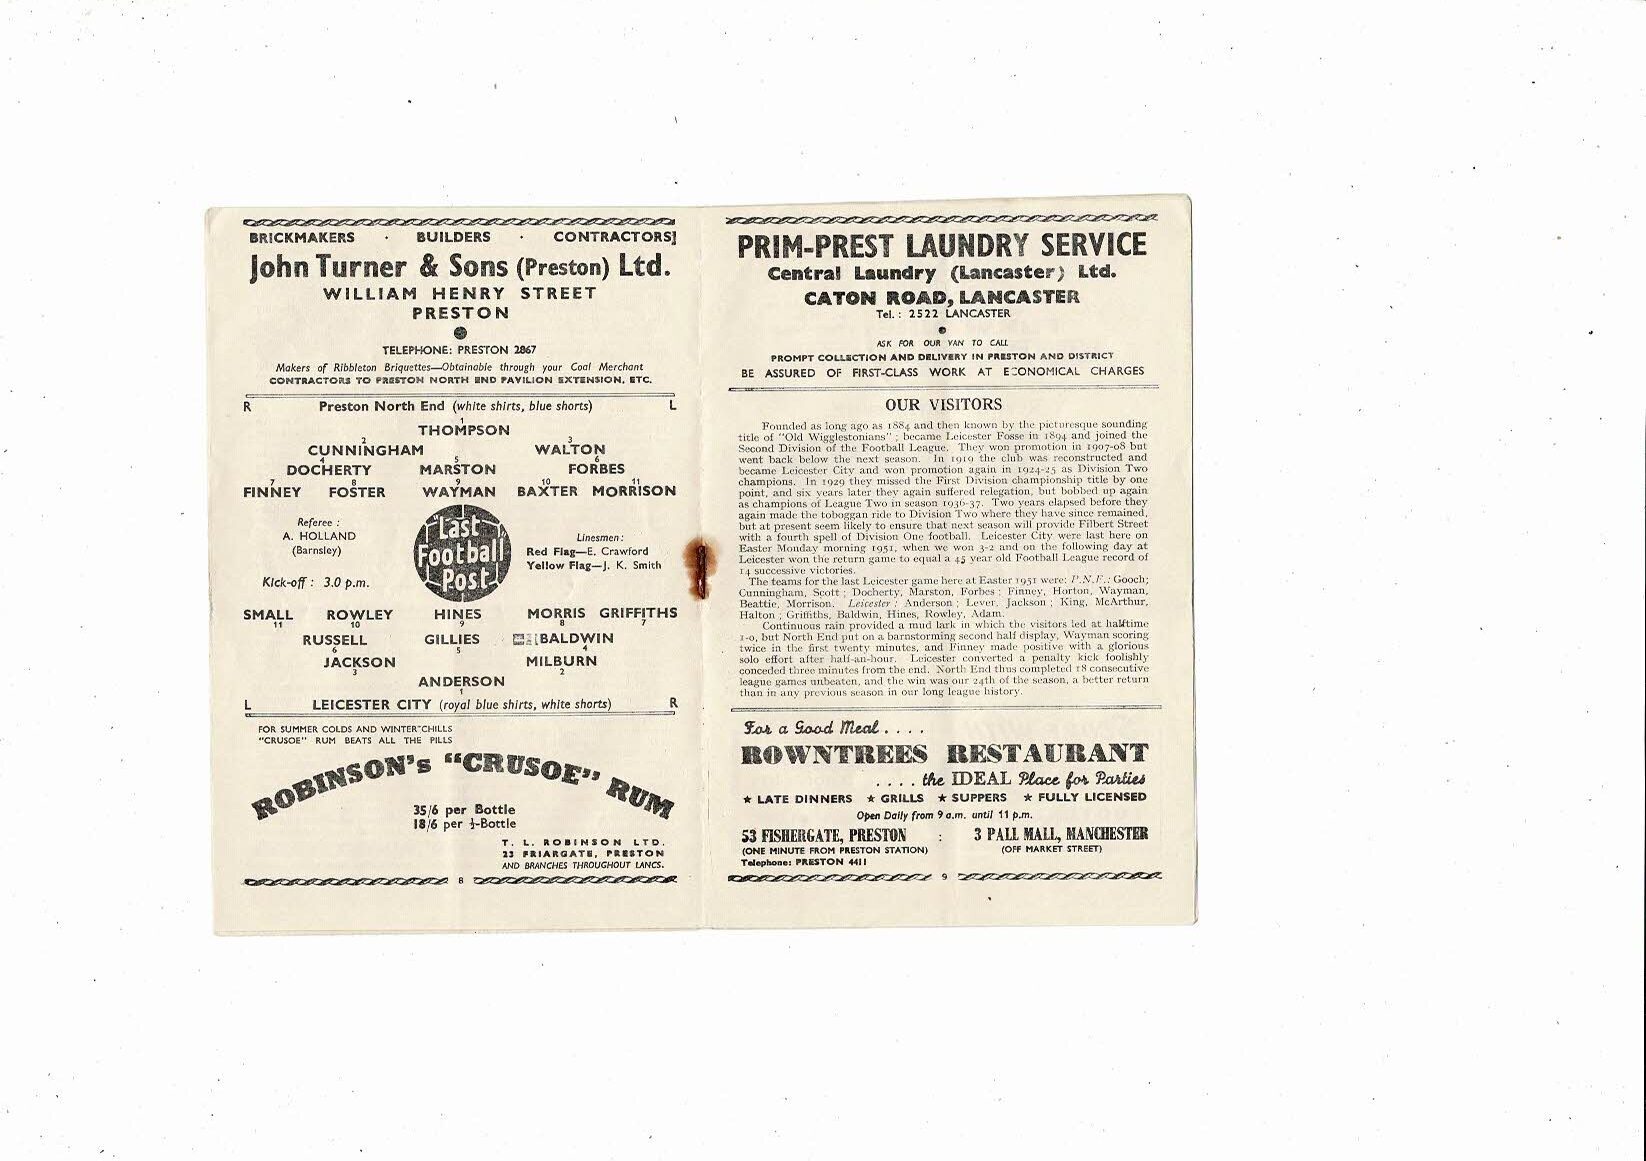 BRICKMAKERS · BUILDERS · CONTRACTORS
John Turner & Sons (Preston) Ltd.
WILLIAM HENRY STREET
PRESTON
TELEPHONE: PRESTON 2867
Makers of Ribbleton Briquettes—Obtainable through your Coal Merchant
CONTRACTORS TO PRESTON NORTH END PAVILION EXTENSION, ETC.
R Preston North End (white shirts, blue shorts) L
1
THOMPSON
2 3
CUNNINGHAM WALTON
4 5 6
DOCHERTY MARSTON FORBES
7 8 9 10 11
FINNEY FOSTER WAYMAN BAXTER MORRISON
Referee :
A. HOLLAND
(Barnsley)
Kick-off : 3.0 p.m.
Last
Football
Post
Linesmen :
Red Flag—E. Crawford
Yellow Flag—J. K. Smith
SMALL ROWLEY HINES MORRIS GRIFFITHS
11 10 9 8 7
RUSSELL GILLIES BALDWIN
6 5 4
JACKSON MILBURN
3 2
ANDERSON
1
L LEICESTER CITY (royal blue shirts, white shorts) R
FOR SUMMER COLDS AND WINTER CHILLS
"CRUSOE" RUM BEATS ALL THE PILLS
ROBINSON's "CRUSOE" RUM
35/6 per Bottle
18/6 per ½-Bottle
T. L. ROBINSON LTD.
23 FRIARGATE, PRESTON
AND BRANCHES THROUGHOUT LANCS.
8
PRIM-PREST LAUNDRY SERVICE
Central Laundry (Lancaster) Ltd.
CATON ROAD, LANCASTER
Tel. : 2522 LANCASTER
ASK FOR OUR VAN TO CALL
PROMPT COLLECTION AND DELIVERY IN PRESTON AND DISTRICT
BE ASSURED OF FIRST-CLASS WORK AT ECONOMICAL CHARGES
OUR VISITORS
Founded as long ago as 1884 and then known by the picturesque sounding
title of "Old Wigglestonians" ; became Leicester Fosse in 1894 and joined the
Second Division of the Football League. They won promotion in 1907-08 but
went back below the next season. In 1919 the club was reconstructed and
became Leicester City and won promotion again in 1924-25 as Division Two
champions. In 1929 they missed the First Division championship title by one
point, and six years later they again suffered relegation, but bobbed up again
as champions of League Two in season 1936-37. Two years elapsed before they
again made the toboggan ride to Division Two where they have since remained,
but at present seem likely to ensure that next season will provide Filbert Street
with a fourth spell of Division One football. Leicester City were last here on
Easter Monday morning 1951, when we won 3-2 and on the following day at
Leicester won the return game to equal a 45 year old Football League record of
14 successive victories.
The teams for the last Leicester game here at Easter 1951 were: P.N.E.: Gooch;
Cunningham, Scott ; Docherty, Marston, Forbes ; Finney, Horton, Wayman,
Beattie, Morrison. Leicester : Anderson ; Lever, Jackson ; King, McArthur,
Halton ; Griffiths, Baldwin, Hines, Rowley, Adam.
Continuous rain provided a mud lark in which the visitors led at halftime
1-0, but North End put on a barnstorming second half display, Wayman scoring
twice in the first twenty minutes, and Finney made positive with a glorious
solo effort after half-an-hour. Leicester converted a penalty kick foolishly
conceded three minutes from the end. North End thus completed 18 consecutive
league games unbeaten, and the win was our 24th of the season, a better return
than in any previous season in our long league history.
For a Good Meal . . . .
ROWNTREES RESTAURANT
. . . . the IDEAL Place for Parties
★ LATE DINNERS ★ GRILLS ★ SUPPERS ★ FULLY LICENSED
Open Daily from 9 a.m. until 11 p.m.
53 FISHERGATE, PRESTON : 3 PALL MALL, MANCHESTER
(ONE MINUTE FROM PRESTON STATION) (OFF MARKET STREET)
Telephone: PRESTON 4411
9